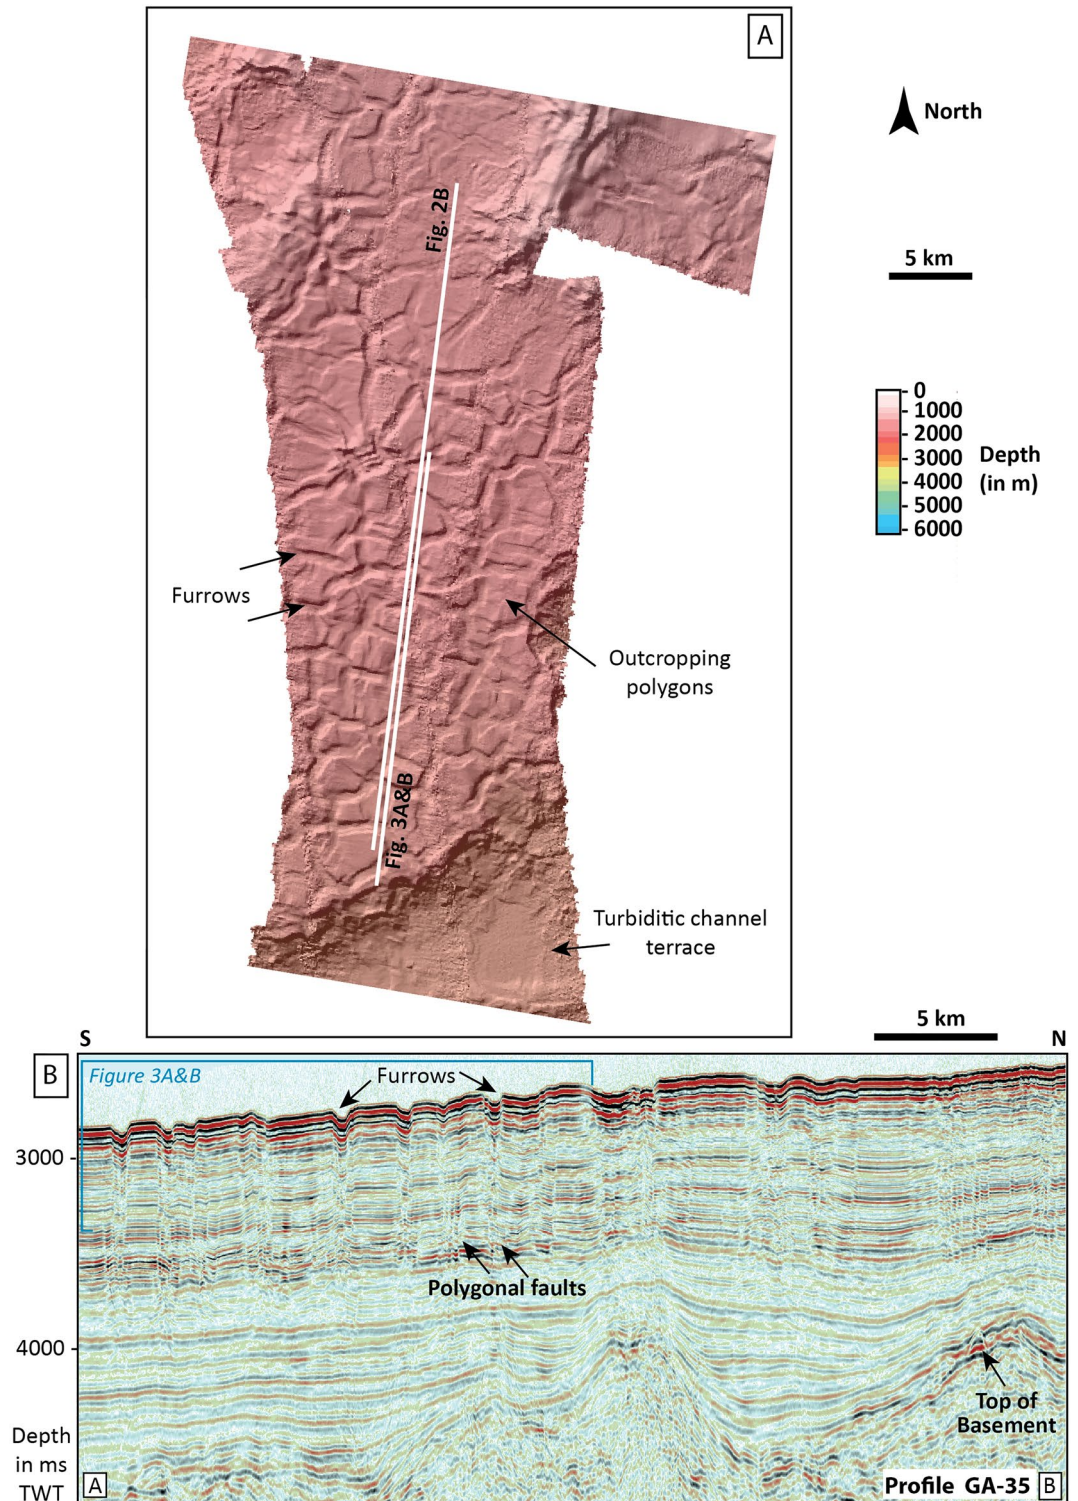 A
North
5 km
Fig. 2B
0
1000
2000
3000
4000
5000
6000
Depth
(in m)
Furrows
Outcropping
polygons
Fig. 3A&B
Turbiditic channel
terrace
5 km
S
N
B
Figure 3A&B
Furrows
3000
Polygonal faults
4000
Top of
Basement
Depth
in ms
TWT
A
Profile GA-35
B